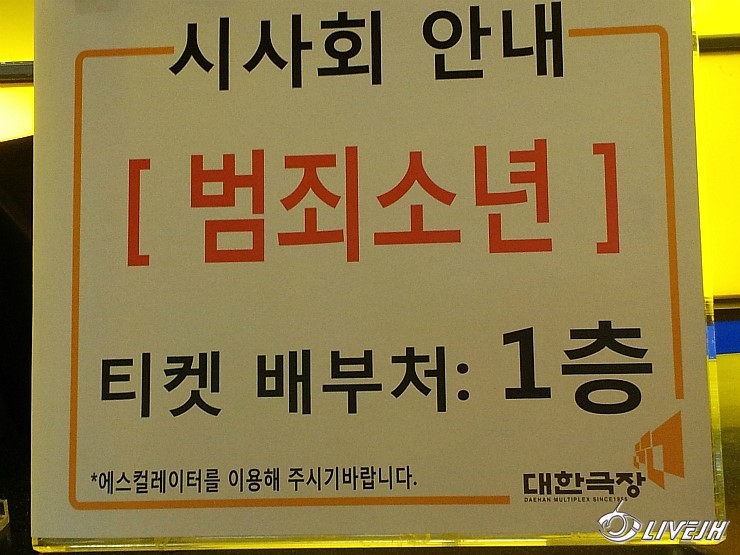 시사회 안내
[ 범죄소년 ]
티켓 배부처: 1층
*에스컬레이터를 이용해 주시기바랍니다.
대한극장
DAEHAN MULTIPLEX SINCE1958
LIVEJH